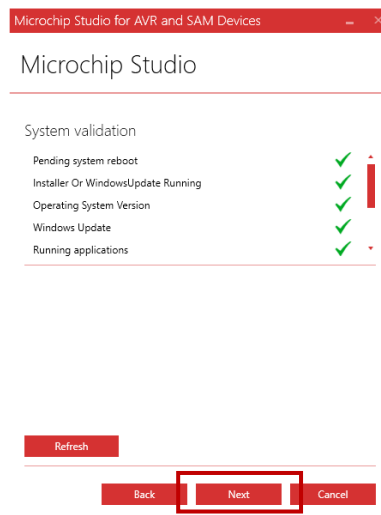 Microchip Studio for AVR and SAM Devices
Microchip Studio
System validation
Pending system reboot
Installer Or WindowsUpdate Running
Operating System Version
Windows Update
Running applications
Refresh
Back Next Cancel